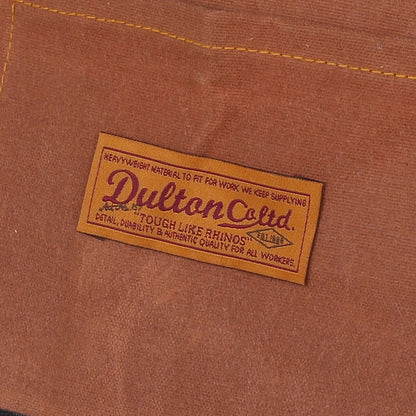 HEAVYWEIGHT MATERIAL TO FIT FOR WORK. WE KEEP SUPPLYING
Dulton Co ltd.
"TOUGH LIKE RHINOS"
DETAIL, DUABILITY & AUTHENTIC QUALITY FOR ALL WORKERS.